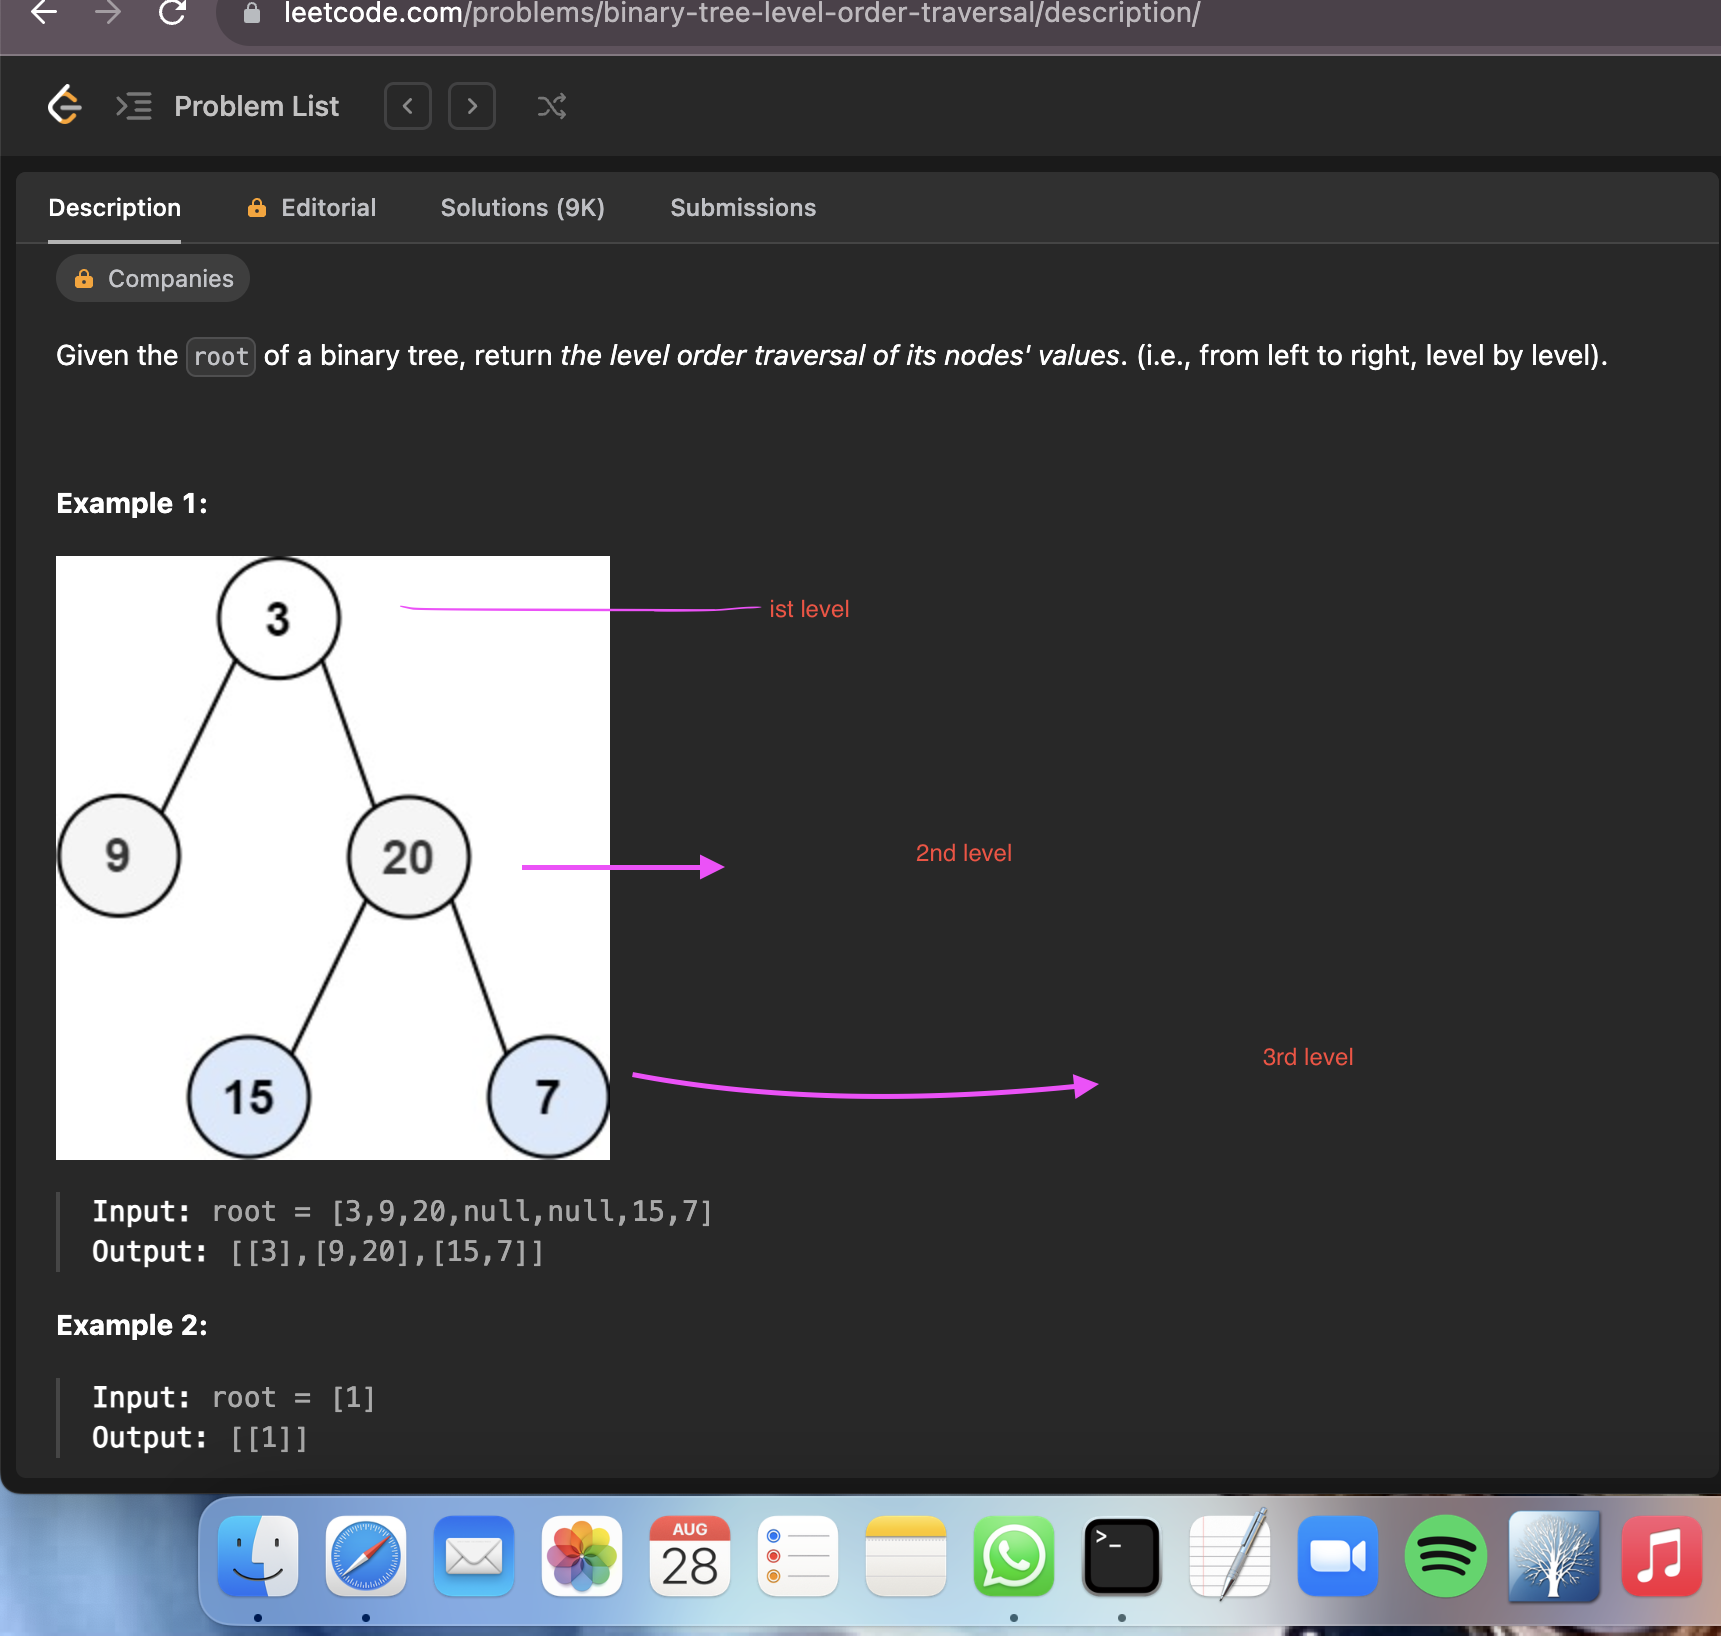 leetcode.com/problems/binary-tree-level-order-traversal/description/
Problem List
Description Editorial Solutions (9K) Submissions
Companies
Given the root of a binary tree, return the level order traversal of its nodes' values. (i.e., from left to right, level by level).
Example 1:
3
ist level
9 20
2nd level
15 7
3rd level
Input: root = [3,9,20,null,null,15,7]
Output: [[3],[9,20],[15,7]]
Example 2:
Input: root = [1]
Output: [[1]]
AUG
28
>_